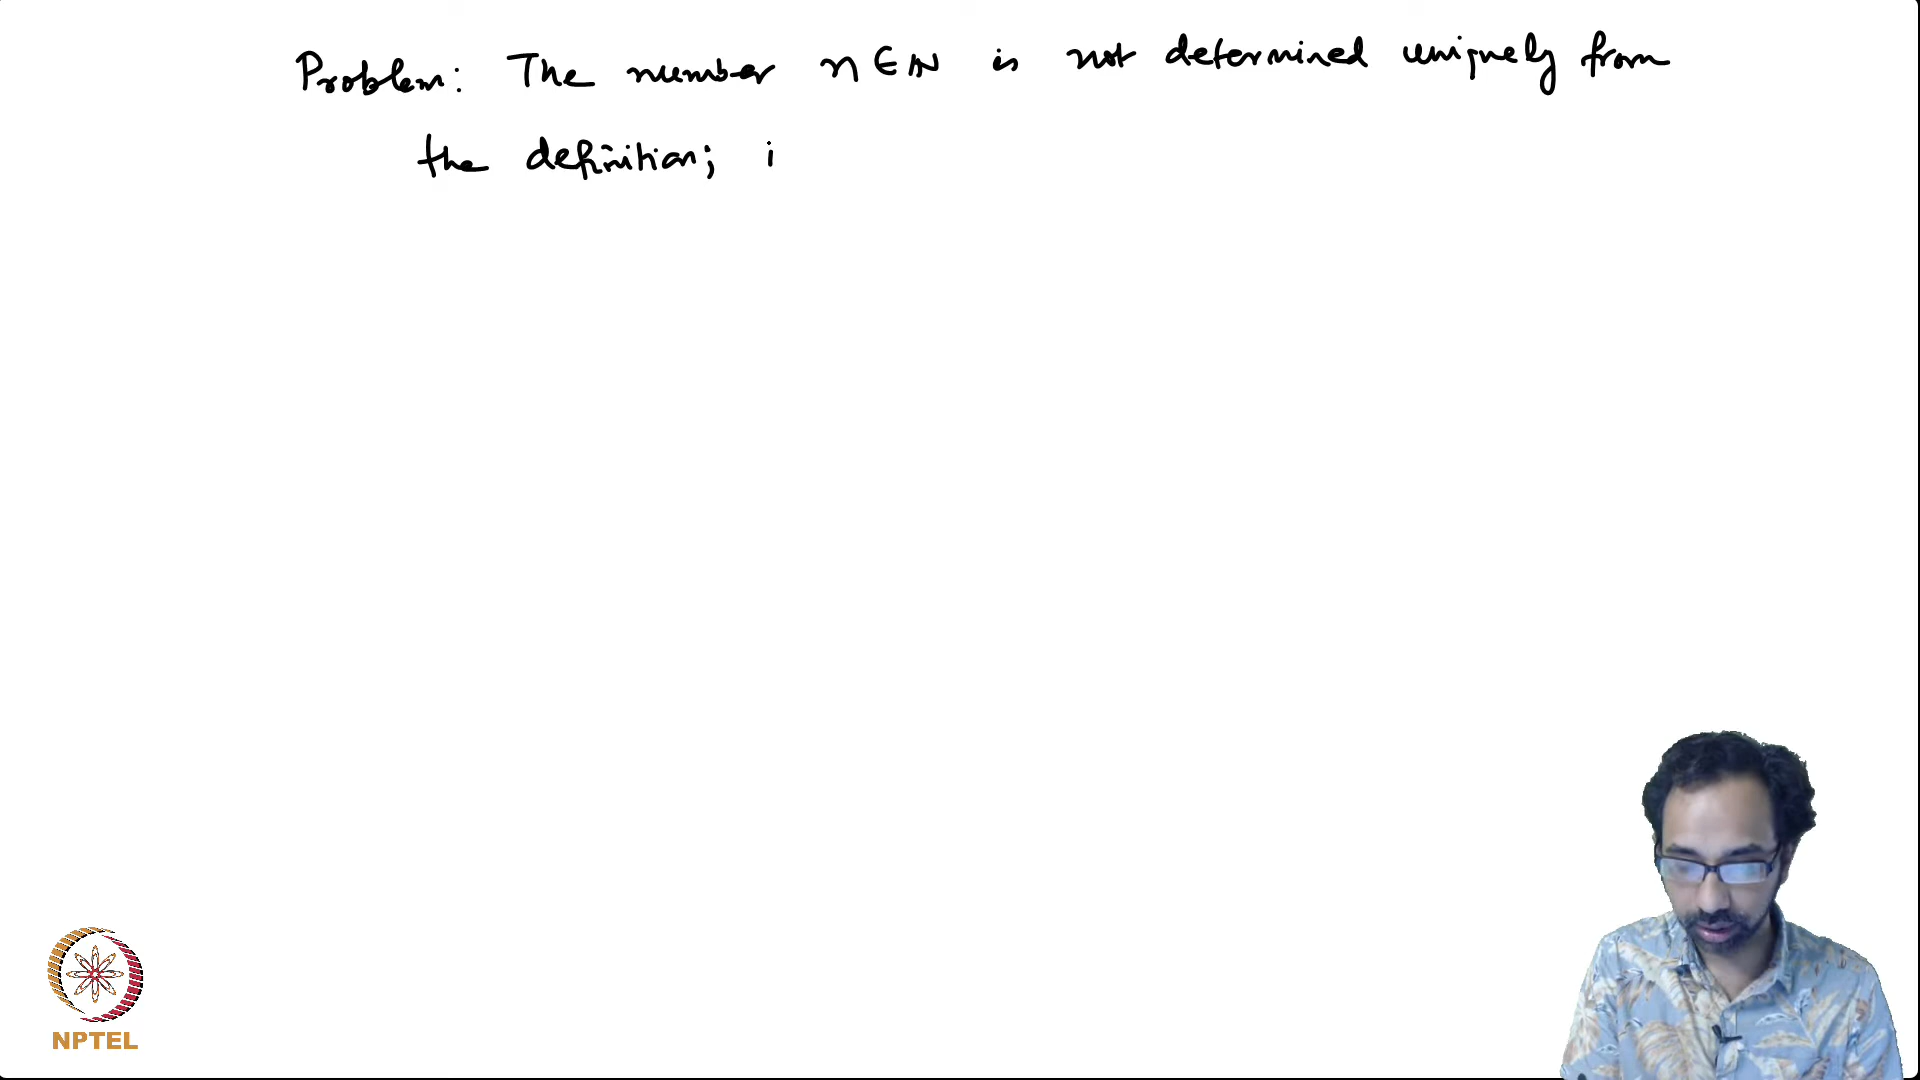 Problem: The number n ∈ ℕ is not determined uniquely from
the definition; i
NPTEL